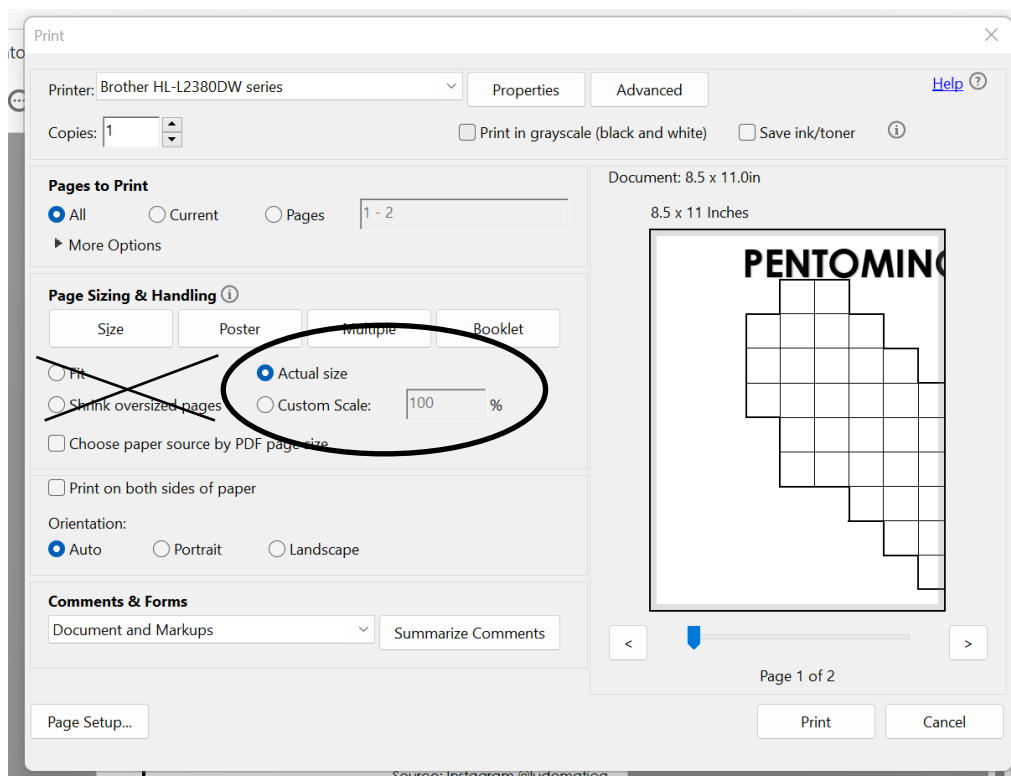 Print
nto
Printer: Brother HL-L2380DW series Properties Advanced Help ?
Copies: 1 Print in grayscale (black and white) Save ink/toner
Pages to Print
All Current Pages 1 - 2
More Options
Page Sizing & Handling
Size Poster Multiple Booklet
Fit Actual size
Shrink oversized pages Custom Scale: 100 %
Choose paper source by PDF page size
Print on both sides of paper
Orientation:
Auto Portrait Landscape
Comments & Forms
Document and Markups Summarize Comments
Document: 8.5 x 11.0in
8.5 x 11 Inches
PENTOMINO
< >
Page 1 of 2
Page Setup... Print Cancel
Source: Instagram @ludomatica